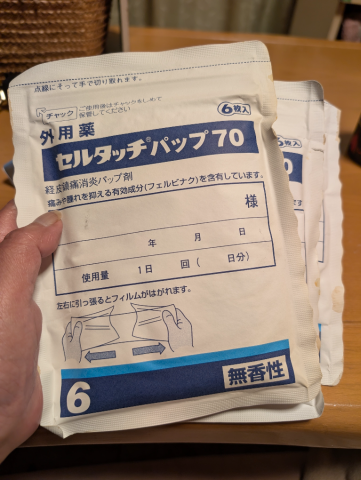 点線にそって手で切り取れます。
チャック
ご使用後はチャックをしめて
保管してください
6枚入
外用薬
セルタッチ®パップ70
経皮鎮痛消炎パップ剤
痛みや腫れを抑える有効成分(フェルビナク)を含有しています。
様
年 月 日
使用量 1日 回( 日分)
左右に引っ張るとフィルムがはがれます。
6
無香性
枚入
70